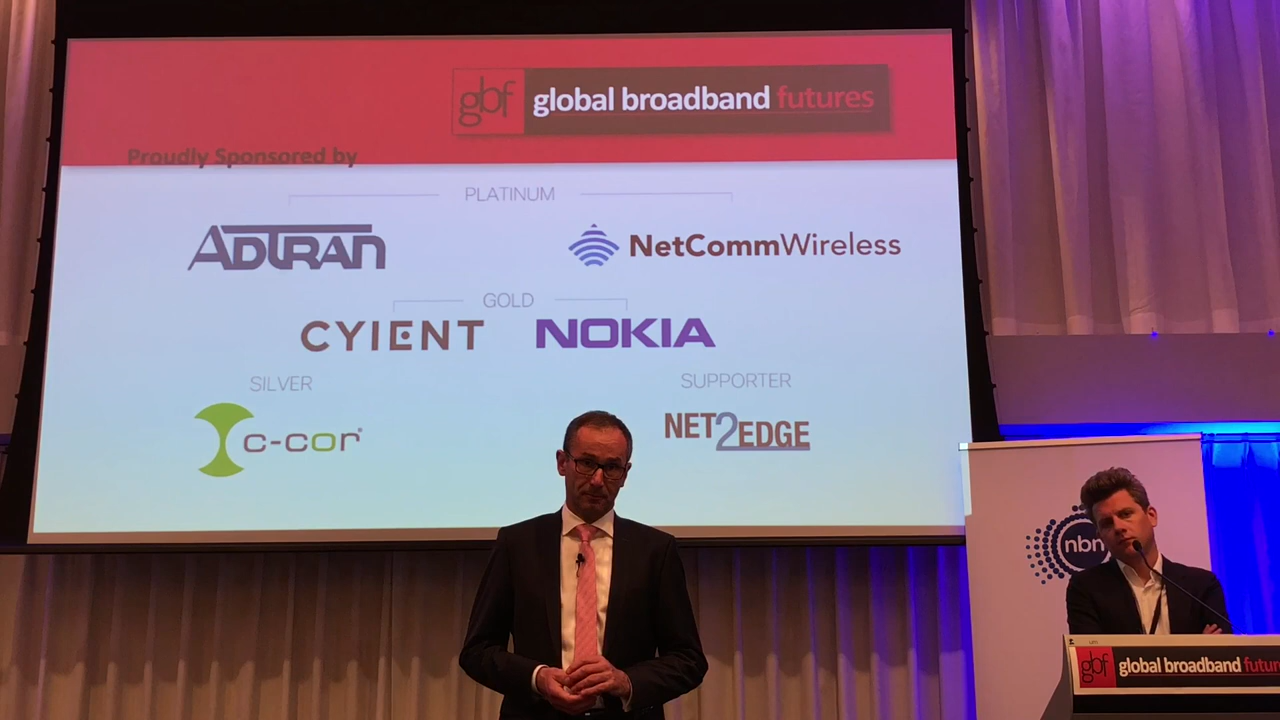 gbf global broadband futures
Proudly Sponsored by
PLATINUM
ADTRAN NetCommWireless
GOLD
CYIENT NOKIA
SILVER SUPPORTER
c-cor® NET2EDGE
nbn
gbf global broadband futur